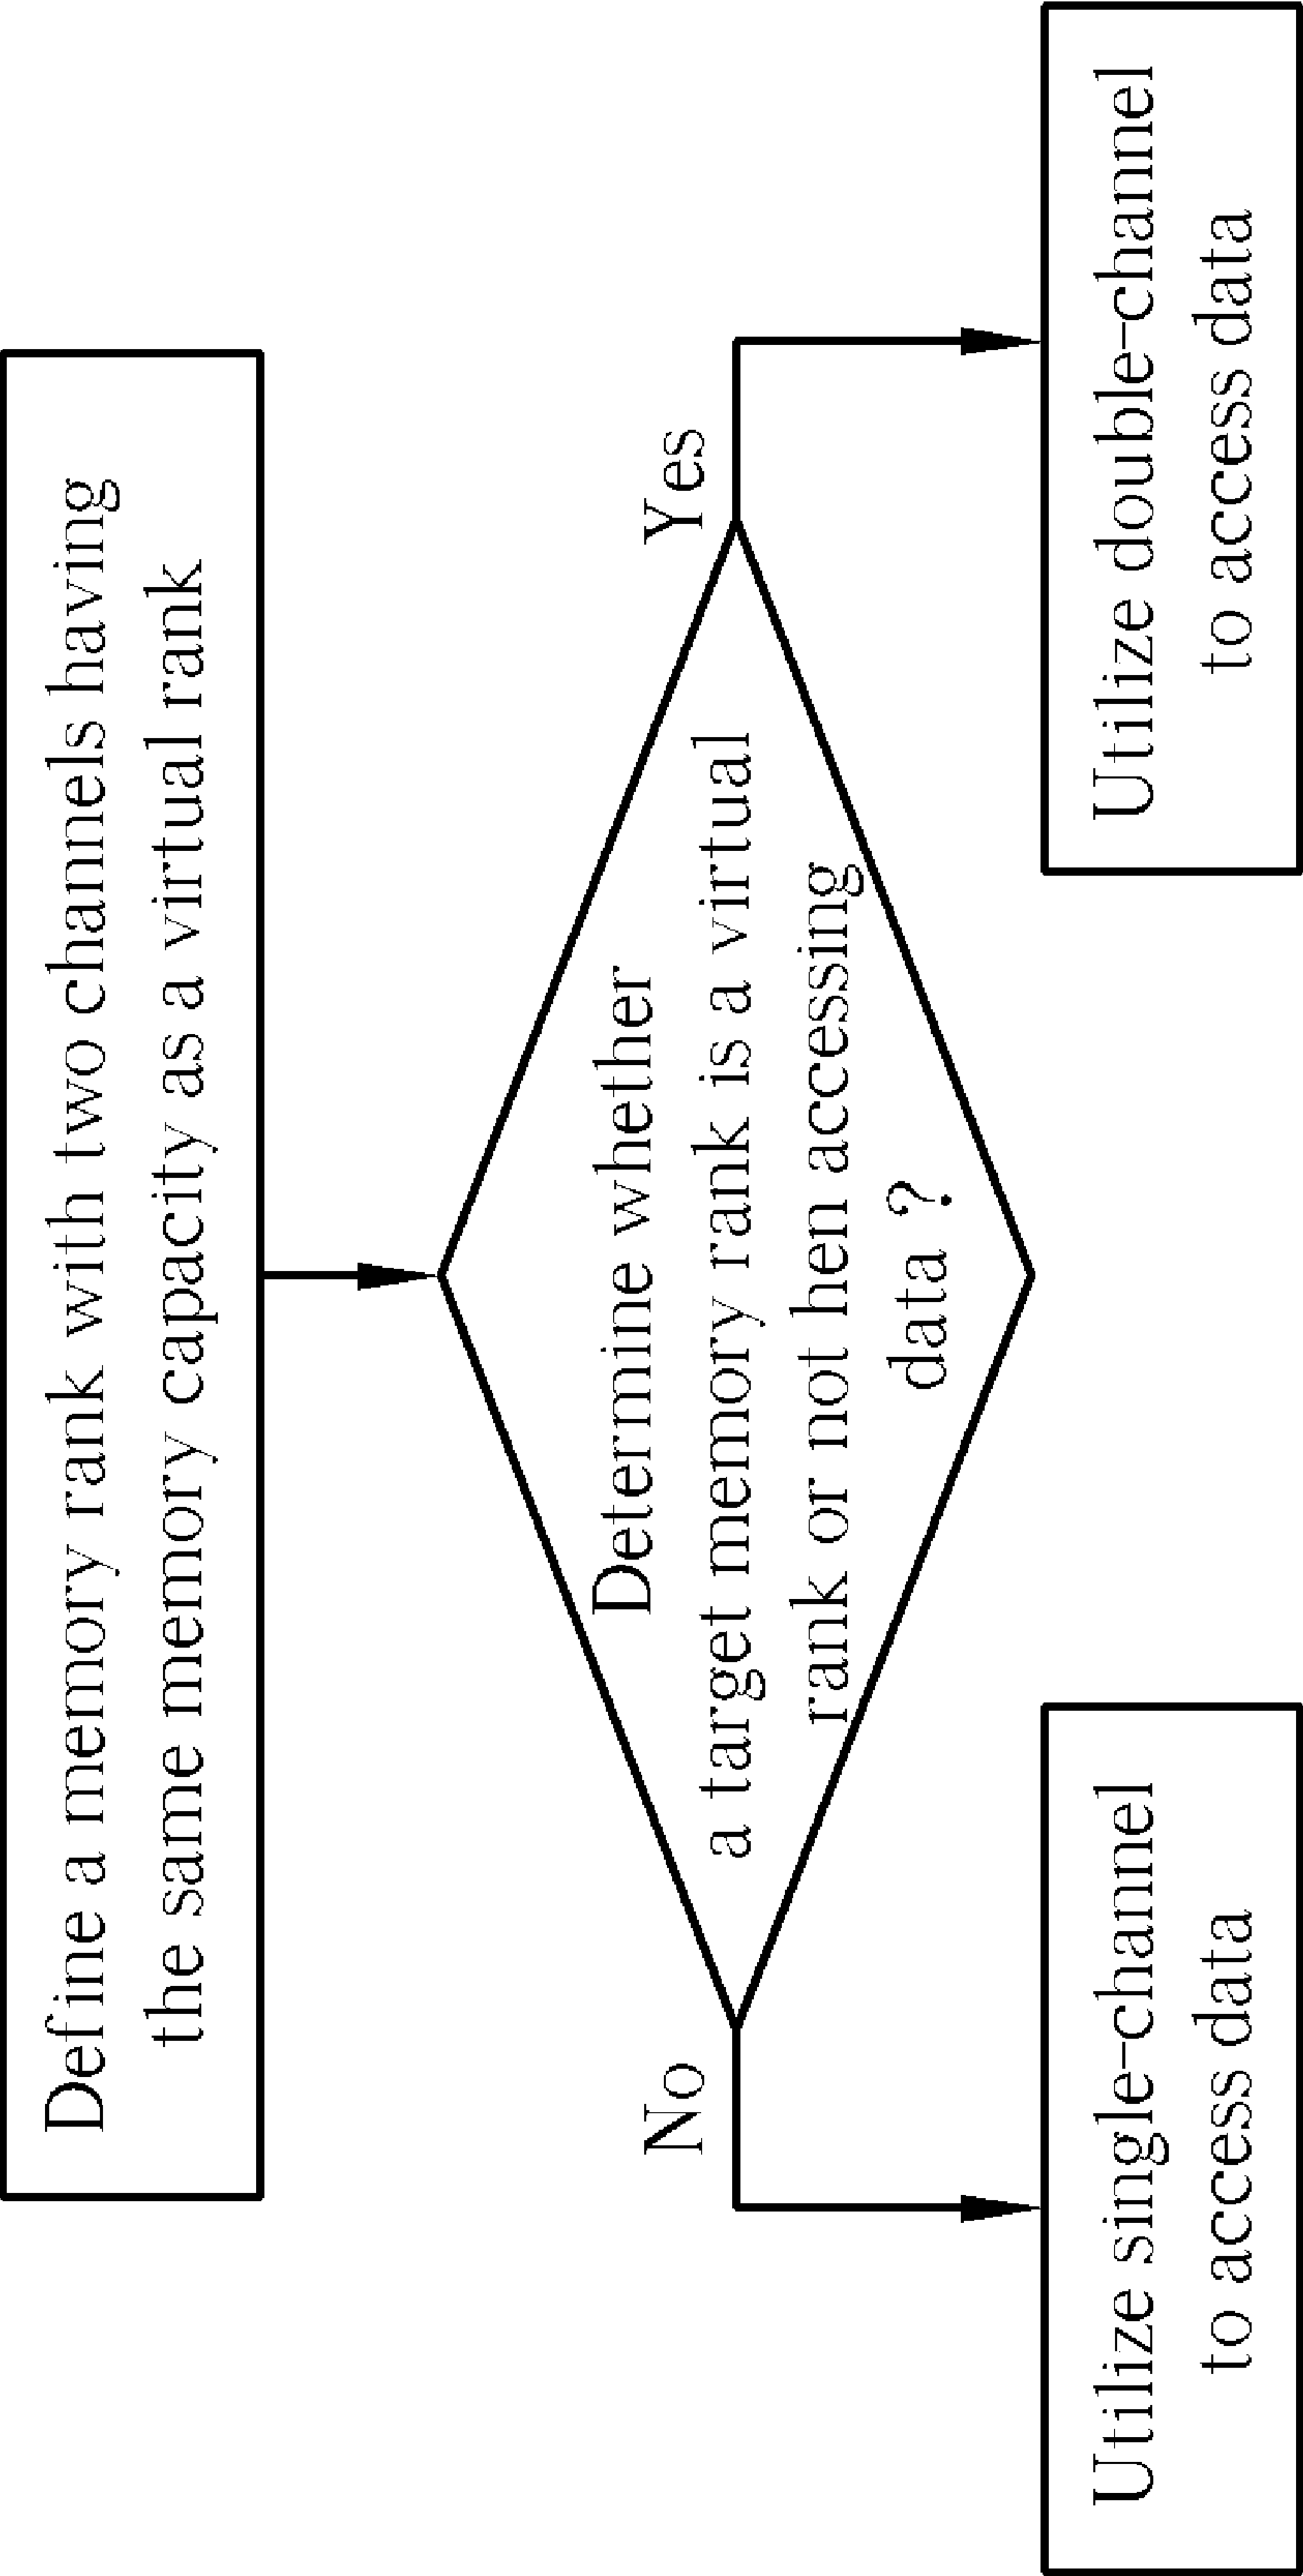 Define a memory rank with two channels having
the same memory capacity as a virtual rank
Determine whether
a target memory rank is a virtual
rank or not hen accessing
data ?
No
Yes
Utilize single-channel
to access data
Utilize double-channel
to access data